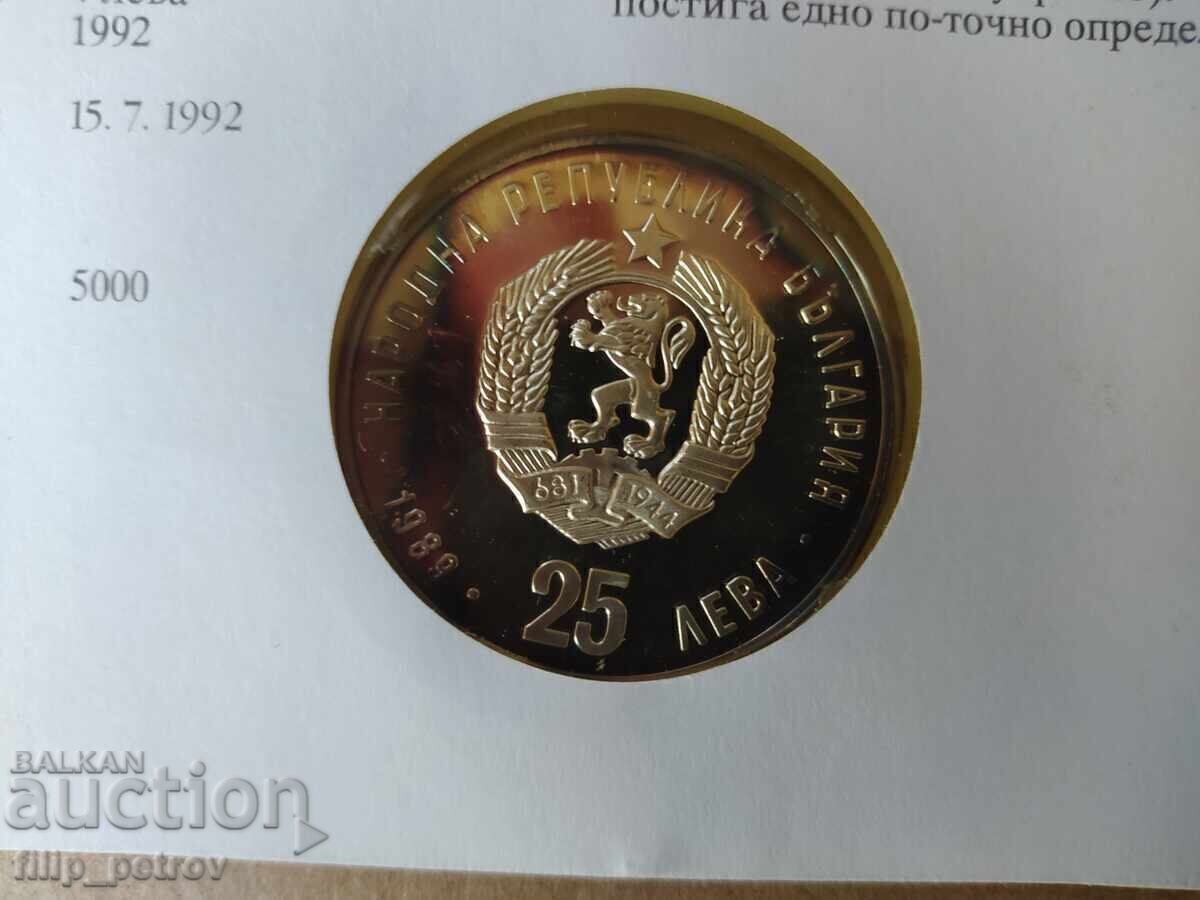 1992
постига едно по-точно опреде
15. 7. 1992
5000
НАРОДНА РЕПУБЛИКА БЪЛГАРИЯ
681 1944
· 1989 ·
25 ЛЕВА
BALKAN
auction
filip_petrov